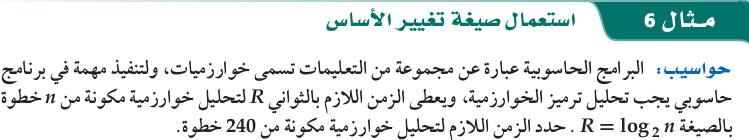 مـثـال 6 استعمال صيغة تغيير الأساس
حواسيب: البرامج الحاسوبية عبارة عن مجموعة من التعليمات تسمى خوارزميات، ولتنفيذ مهمة في برنامج
حاسوبي يجب تحليل ترميز الخوارزمية، ويعطى الزمن اللازم بالثواني R لتحليل خوارزمية مكونة من n خطوة
بالصيغة R = log₂ n . حدد الزمن اللازم لتحليل خوارزمية مكونة من 240 خطوة.